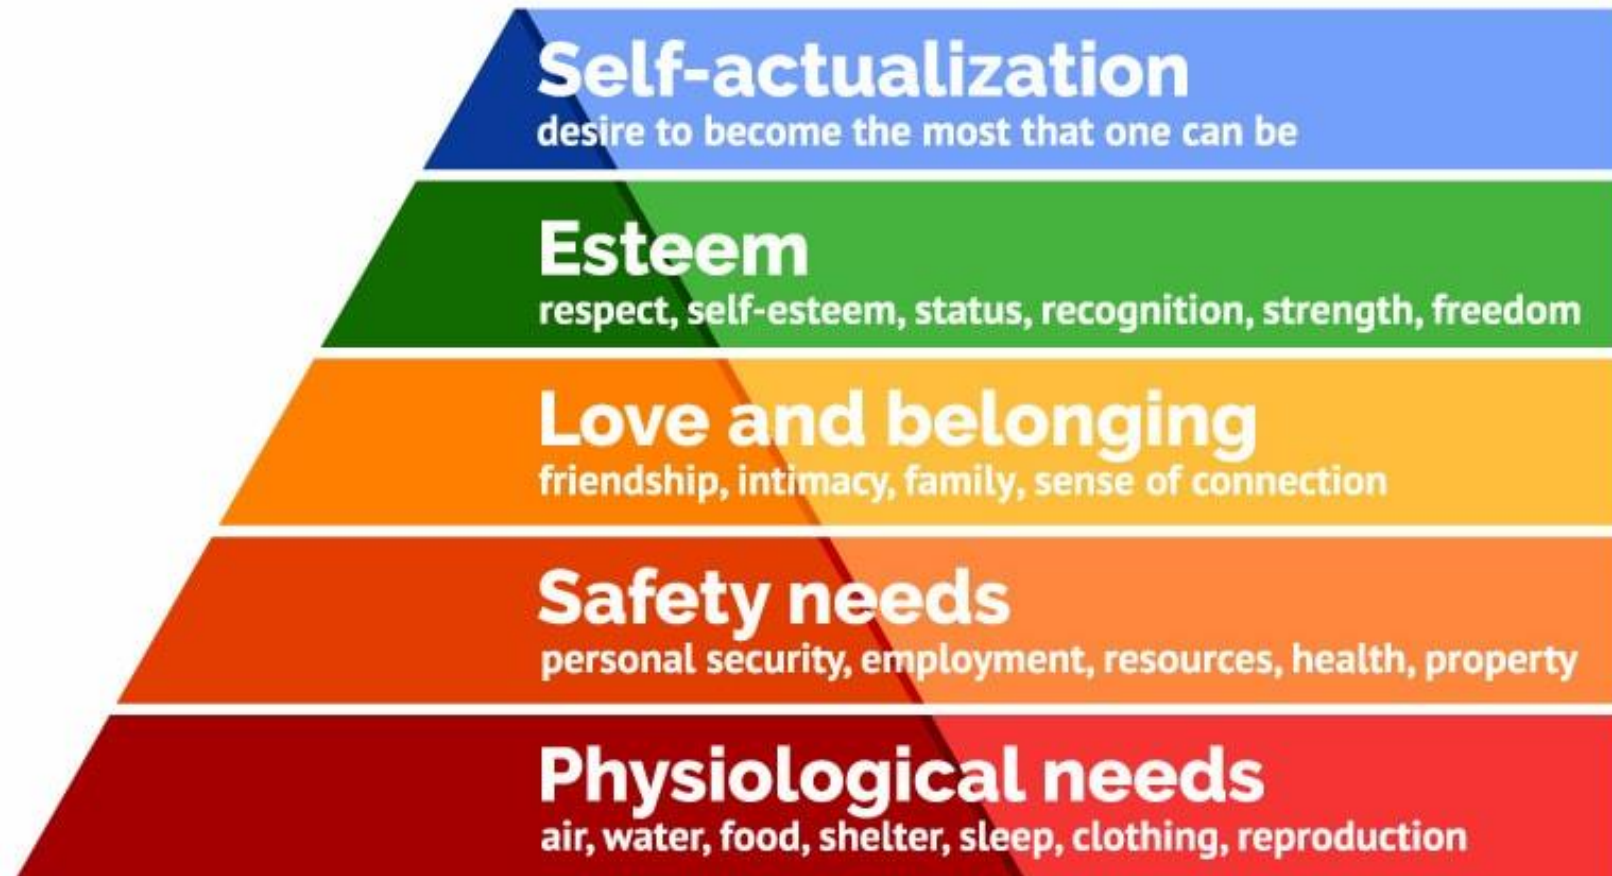 Self-actualization
desire to become the most that one can be
Esteem
respect, self-esteem, status, recognition, strength, freedom
Love and belonging
friendship, intimacy, family, sense of connection
Safety needs
personal security, employment, resources, health, property
Physiological needs
air, water, food, shelter, sleep, clothing, reproduction